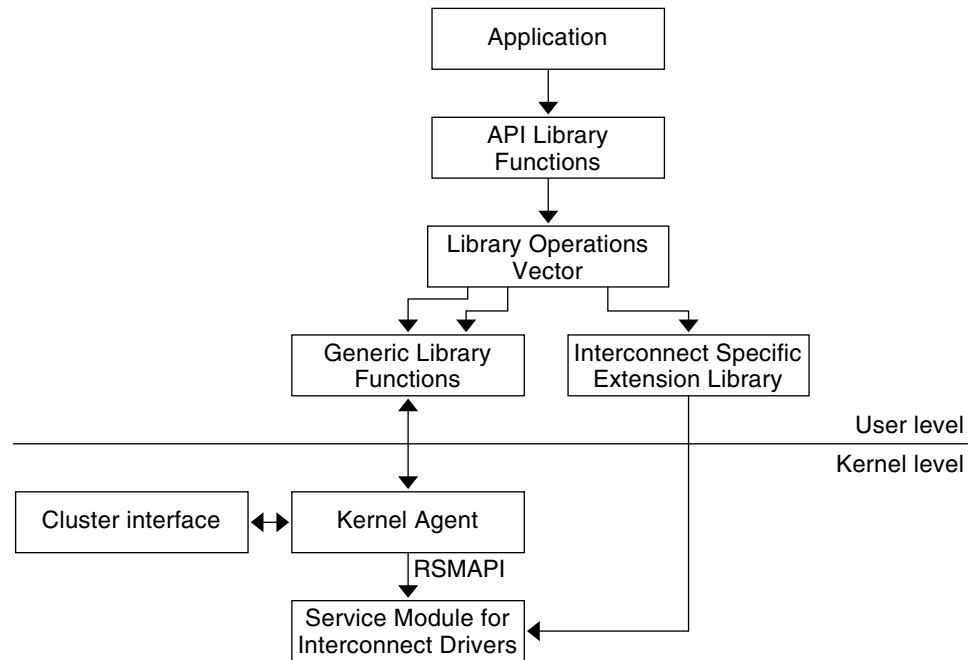 Application
API Library
Functions
Library Operations
Vector
Generic Library
Functions
Interconnect Specific
Extension Library
User level
Kernel level
Cluster interface
Kernel Agent
RSMAPI
Service Module for
Interconnect Drivers